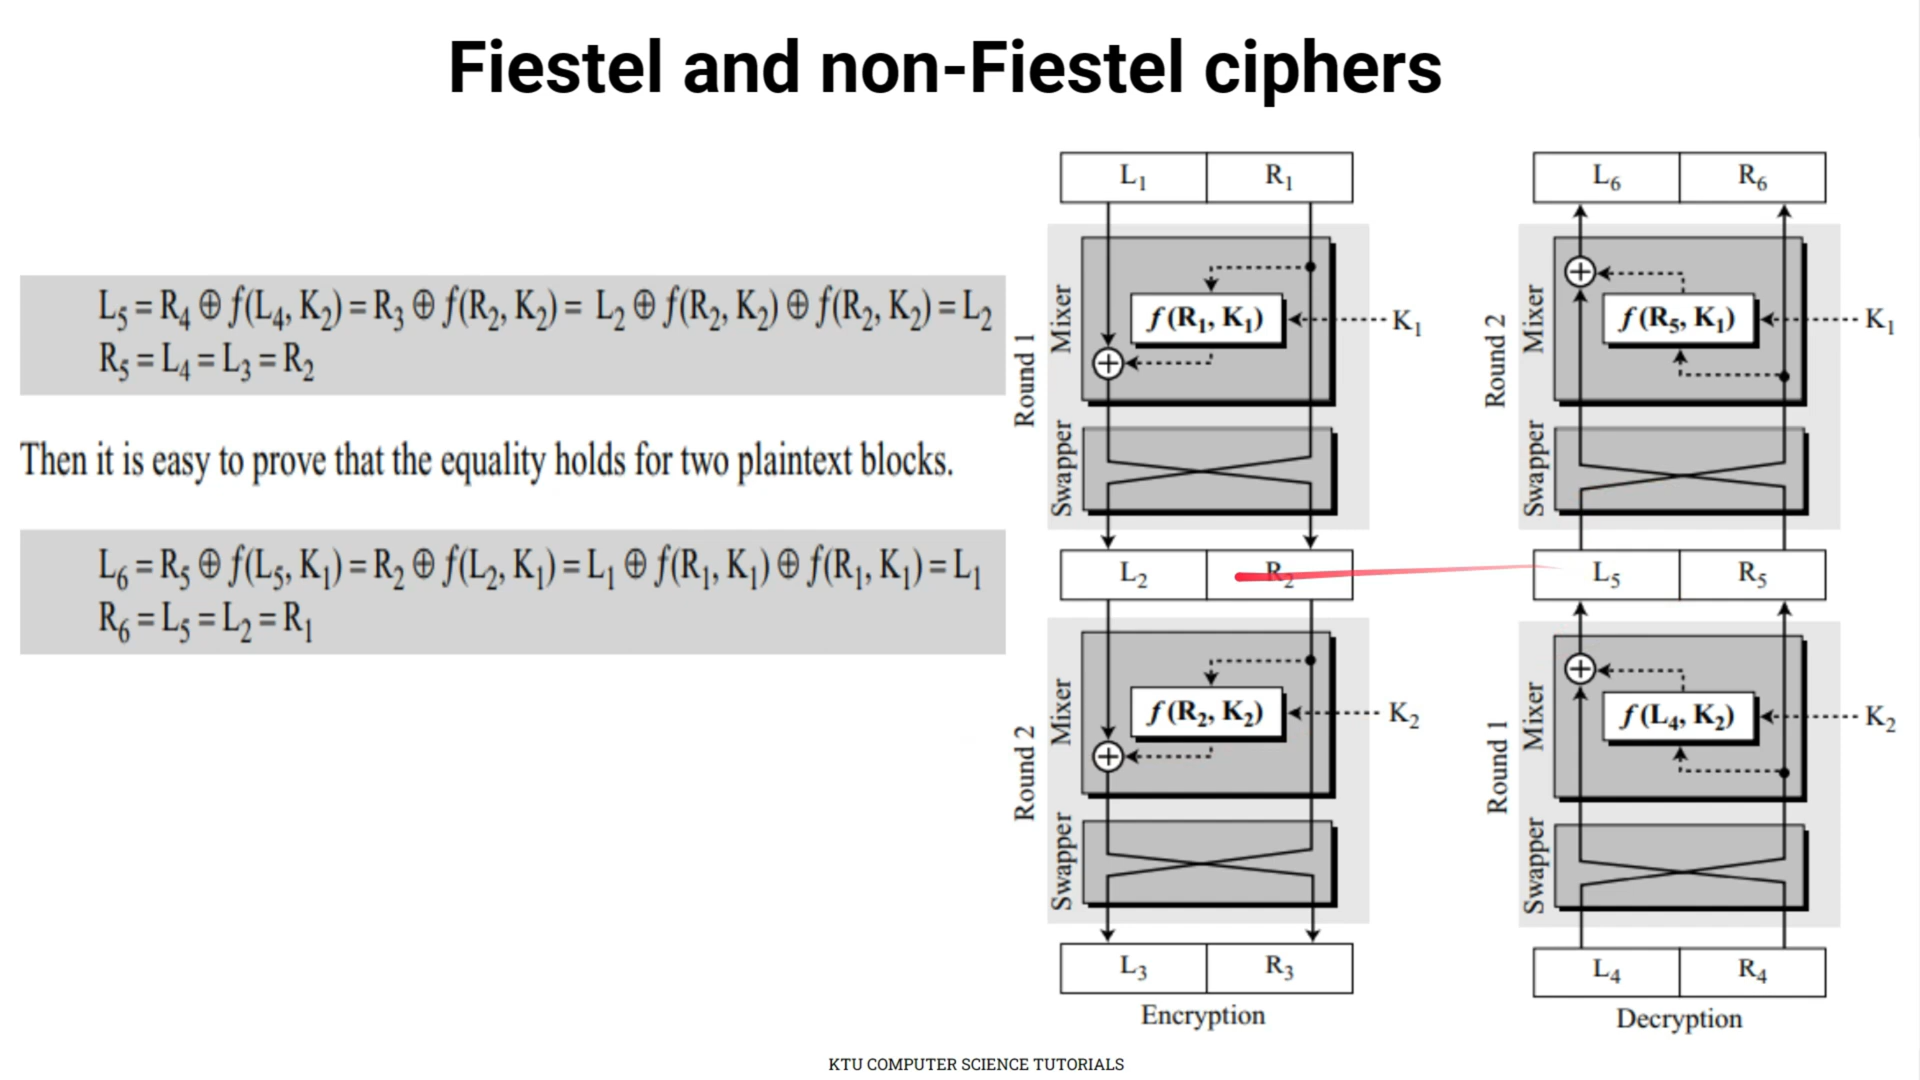 Fiestel and non-Fiestel ciphers
L₅ = R₄ ⊕ f(L₄, K₂) = R₃ ⊕ f(R₂, K₂) = L₂ ⊕ f(R₂, K₂) ⊕ f(R₂, K₂) = L₂
R₅ = L₄ = L₃ = R₂
Then it is easy to prove that the equality holds for two plaintext blocks.
L₆ = R₅ ⊕ f(L₅, K₁) = R₂ ⊕ f(L₂, K₁) = L₁ ⊕ f(R₁, K₁) ⊕ f(R₁, K₁) = L₁
R₆ = L₅ = L₂ = R₁
L₁ R₁
Round 1
Mixer
f(R₁, K₁)
K₁
Swapper
L₂ R₂
Round 2
Mixer
f(R₂, K₂)
K₂
Swapper
L₃ R₃
Encryption
L₆ R₆
Round 2
Mixer
f(R₅, K₁)
K₁
Swapper
L₅ R₅
Round 1
Mixer
f(L₄, K₂)
K₂
Swapper
L₄ R₄
Decryption
KTU COMPUTER SCIENCE TUTORIALS